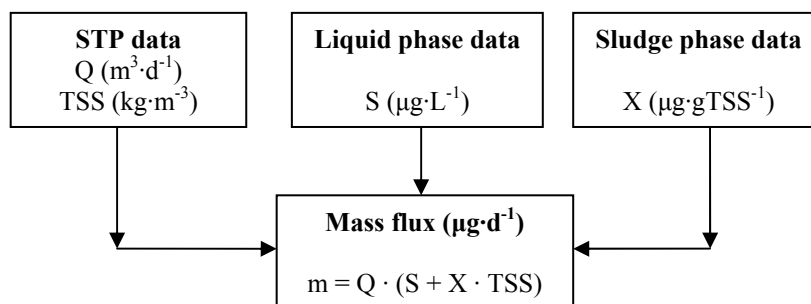 STP data
Q (m³·d⁻¹)
TSS (kg·m⁻³)
Liquid phase data
S (μg·L⁻¹)
Sludge phase data
X (μg·gTSS⁻¹)
Mass flux (μg·d⁻¹)
m = Q · (S + X · TSS)